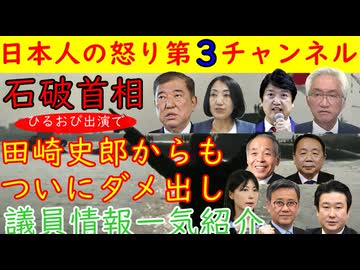 日本人の怒り第3チャンネル
石破首相
ひるおび出演で
田崎史郎からも
ついにダメ出し
議員情報一気紹介